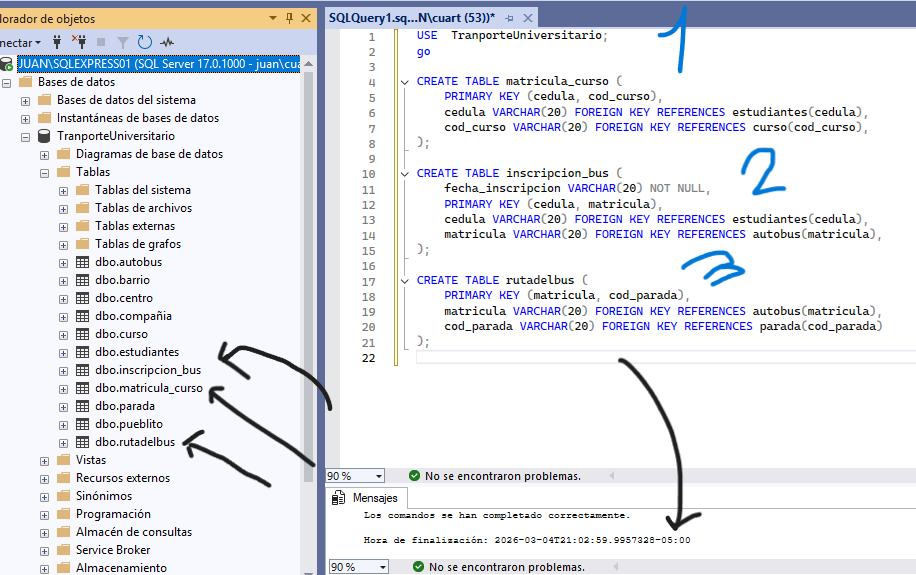 lorador de objetos
nectar
JUAN\SQLEXPRESS01 (SQL Server 17.0.1000 - juan\cua
Bases de datos
Bases de datos del sistema
Instantáneas de bases de datos
TranporteUniversitario
Diagramas de base de datos
Tablas
Tablas del sistema
Tablas de archivos
Tablas externas
Tablas de grafos
dbo.autobus
dbo.barrio
dbo.centro
dbo.compañia
dbo.curso
dbo.estudiantes
dbo.inscripcion_bus
dbo.matricula_curso
dbo.parada
dbo.pueblito
dbo.rutadelbus
Vistas
Recursos externos
Sinónimos
Programación
Almacén de consultas
Service Broker
Almacenamiento
SQLQuery1.sq...N\cuart (53))*
1 USE  TranporteUniversitario;
2 go
3
4 CREATE TABLE matricula_curso (
5 PRIMARY KEY (cedula, cod_curso),
6 cedula VARCHAR(20) FOREIGN KEY REFERENCES estudiantes(cedula),
7 cod_curso VARCHAR(20) FOREIGN KEY REFERENCES curso(cod_curso),
8 );
9
10 CREATE TABLE inscripcion_bus (
11 fecha_inscripcion VARCHAR(20) NOT NULL,
12 PRIMARY KEY (cedula, matricula),
13 cedula VARCHAR(20) FOREIGN KEY REFERENCES estudiantes(cedula),
14 matricula VARCHAR(20) FOREIGN KEY REFERENCES autobus(matricula),
15 );
16
17 CREATE TABLE rutadelbus (
18 PRIMARY KEY (matricula, cod_parada),
19 matricula VARCHAR(20) FOREIGN KEY REFERENCES autobus(matricula),
20 cod_parada VARCHAR(20) FOREIGN KEY REFERENCES parada(cod_parada)
21 );
22
1
2
3
90 % No se encontraron problemas.
Mensajes
Los comandos se han completado correctamente.
Hora de finalización: 2026-03-04T21:02:59.9957328-05:00
90 % No se encontraron problemas.